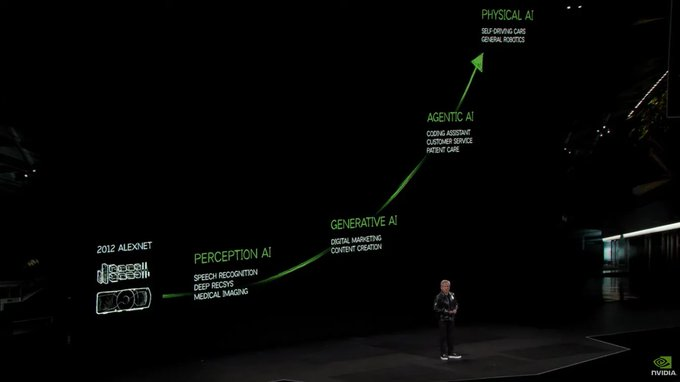 PHYSICAL AI
SELF-DRIVING CARS
GENERAL ROBOTICS
AGENTIC AI
CODING ASSISTANT
CUSTOMER SERVICE
PATIENT CARE
GENERATIVE AI
DIGITAL MARKETING
CONTENT CREATION
2012 ALEXNET
PERCEPTION AI
SPEECH RECOGNITION
DEEP RECSYS
MEDICAL IMAGING
NVIDIA